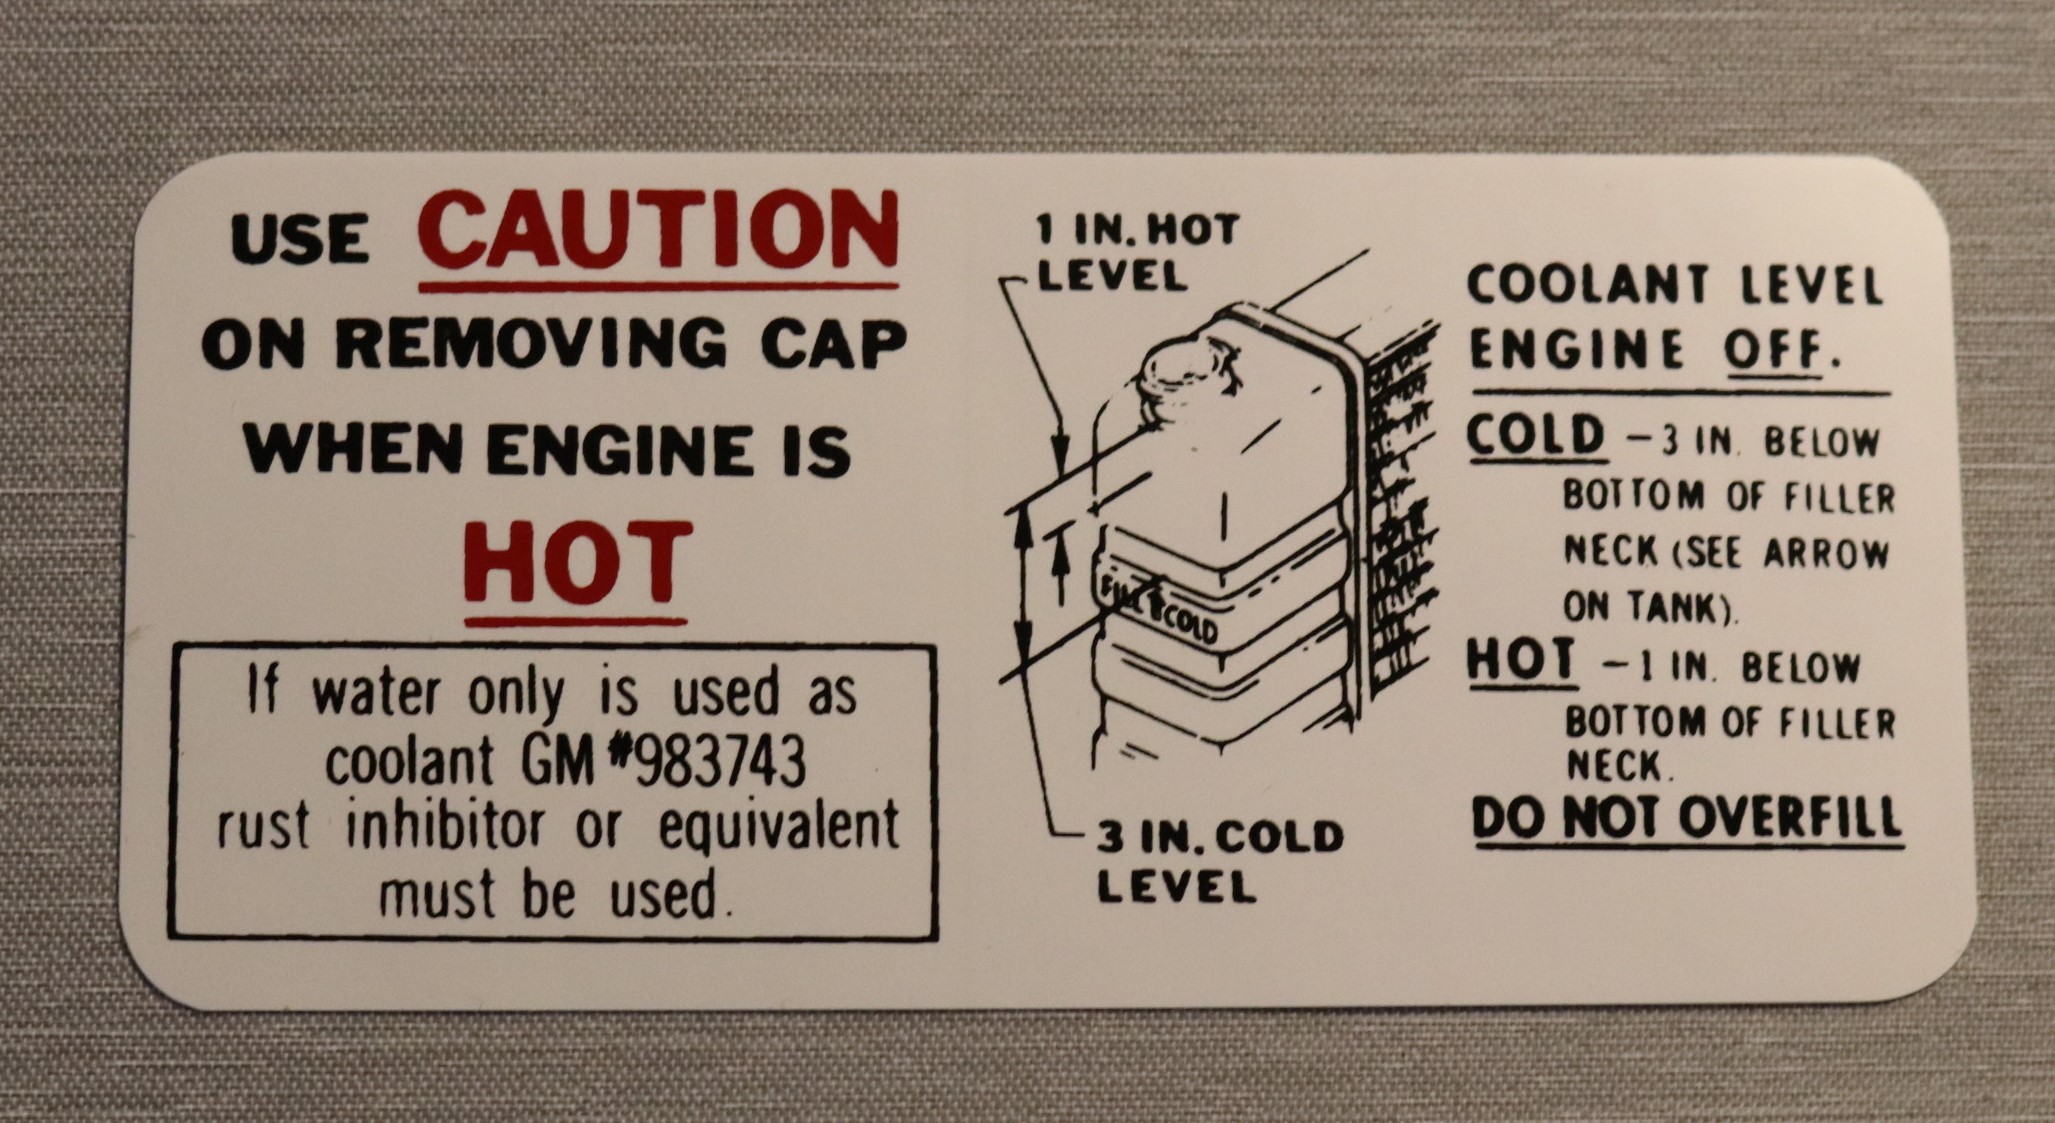 USE CAUTION
ON REMOVING CAP
WHEN ENGINE IS
HOT
If water only is used as
coolant GM #983743
rust inhibitor or equivalent
must be used.
1 IN. HOT
LEVEL
FILL COLD
3 IN. COLD
LEVEL
COOLANT LEVEL
ENGINE OFF.
COLD – 3 IN. BELOW
BOTTOM OF FILLER
NECK (SEE ARROW
ON TANK).
HOT – 1 IN. BELOW
BOTTOM OF FILLER
NECK.
DO NOT OVERFILL